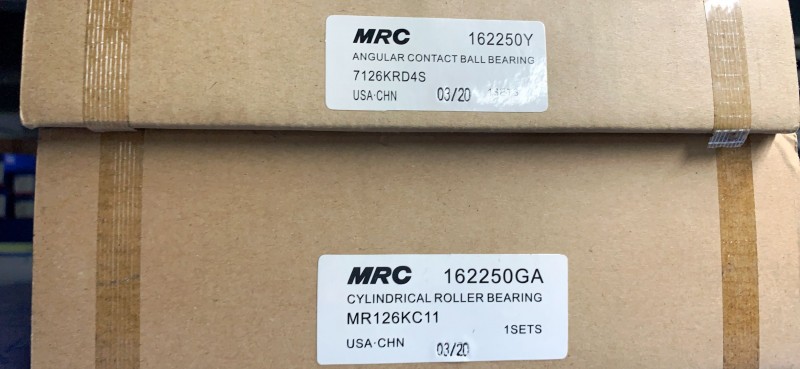 MRC 162250Y
ANGULAR CONTACT BALL BEARING
7126KRD4S
USA·CHN 03/20 1SETS
MRC 162250GA
CYLINDRICAL ROLLER BEARING
MR126KC11
1SETS
USA·CHN 03/20